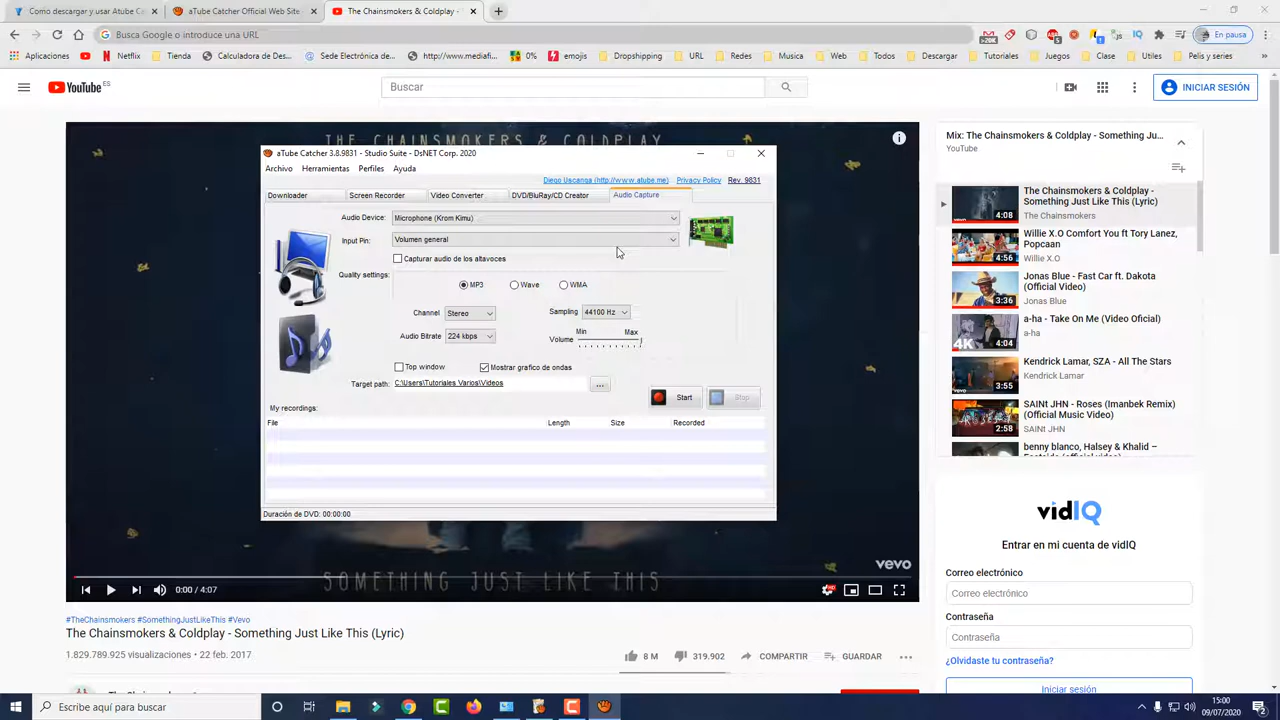 Como descargar y usar Atube C
aTube Catcher Official Web Site
The Chainsmokers & Coldplay -
Busca en Google o introduce una URL
En pausa
Aplicaciones
Netflix
Tienda
Calculadora de Des...
Sede Electrónica de...
http://www.mediafi...
0%
emojis
Dropshipping
URL
Descargas
Tutoriales
Musica
Web
Programas
Curso
Utiles
Pelis y series
YouTube ES
Buscar
INICIAR SESIÓN
THE CHAINSMOKERS & COLDPLAY
aTube Catcher 3.8.9831 - Studio Suite - DsNET Corp. 2020
Archivo Herramientas Perfiles Ayuda
Diego Uscanga (http://www.atube.me) Privacy Policy Rev. 9831
Downloader Screen Recorder Video Converter DVD/BluRay/CD Creator Audio Capture
Audio Device: Microphone (Krom Kimu)
Input Pin: Volumen general
Capturar audio de los altavoces
Quality settings:
MP3 Wave WMA
Channel Stereo Sampling 44100 Hz
Audio Bitrate 224 kbps Volume Min Max
Top window Mostrar grafico de ondas
Target path: C:\Users\Tutoriales Varios\Videos ...
Start Stop
My recordings:
File Length Size Recorded
Duración de DVD: 00:00:00
vevo
SOMETHING JUST LIKE THIS
0:00 / 4:07
#TheChainsmokers #SomethingJustLikeThis #Vevo
The Chainsmokers & Coldplay - Something Just Like This (Lyric)
1.829.789.925 visualizaciones • 22 feb. 2017
8 M 319.902 COMPARTIR GUARDAR
Mix: The Chainsmokers & Coldplay - Something Ju...
YouTube
The Chainsmokers & Coldplay -
Something Just Like This (Lyric)
The Chainsmokers
4:08
Willie X.O Comfort You ft Tory Lanez,
Popcaan
Willie X.O
4:56
Jonas Blue - Fast Car ft. Dakota
(Official Video)
Jonas Blue
3:36
a-ha - Take On Me (Video Oficial)
a-ha
4K 4:04
Kendrick Lamar, SZA - All The Stars
Kendrick Lamar
3:55
SAINt JHN - Roses (Imanbek Remix)
(Official Music Video)
SAINt JHN
2:58
benny blanco, Halsey & Khalid –
vidIQ
Entrar en mi cuenta de vidIQ
Correo electrónico
Correo electrónico
Contraseña
Contraseña
¿Olvidaste tu contraseña?
Iniciar sesión
Escribe aquí para buscar
15:00
09/07/2020